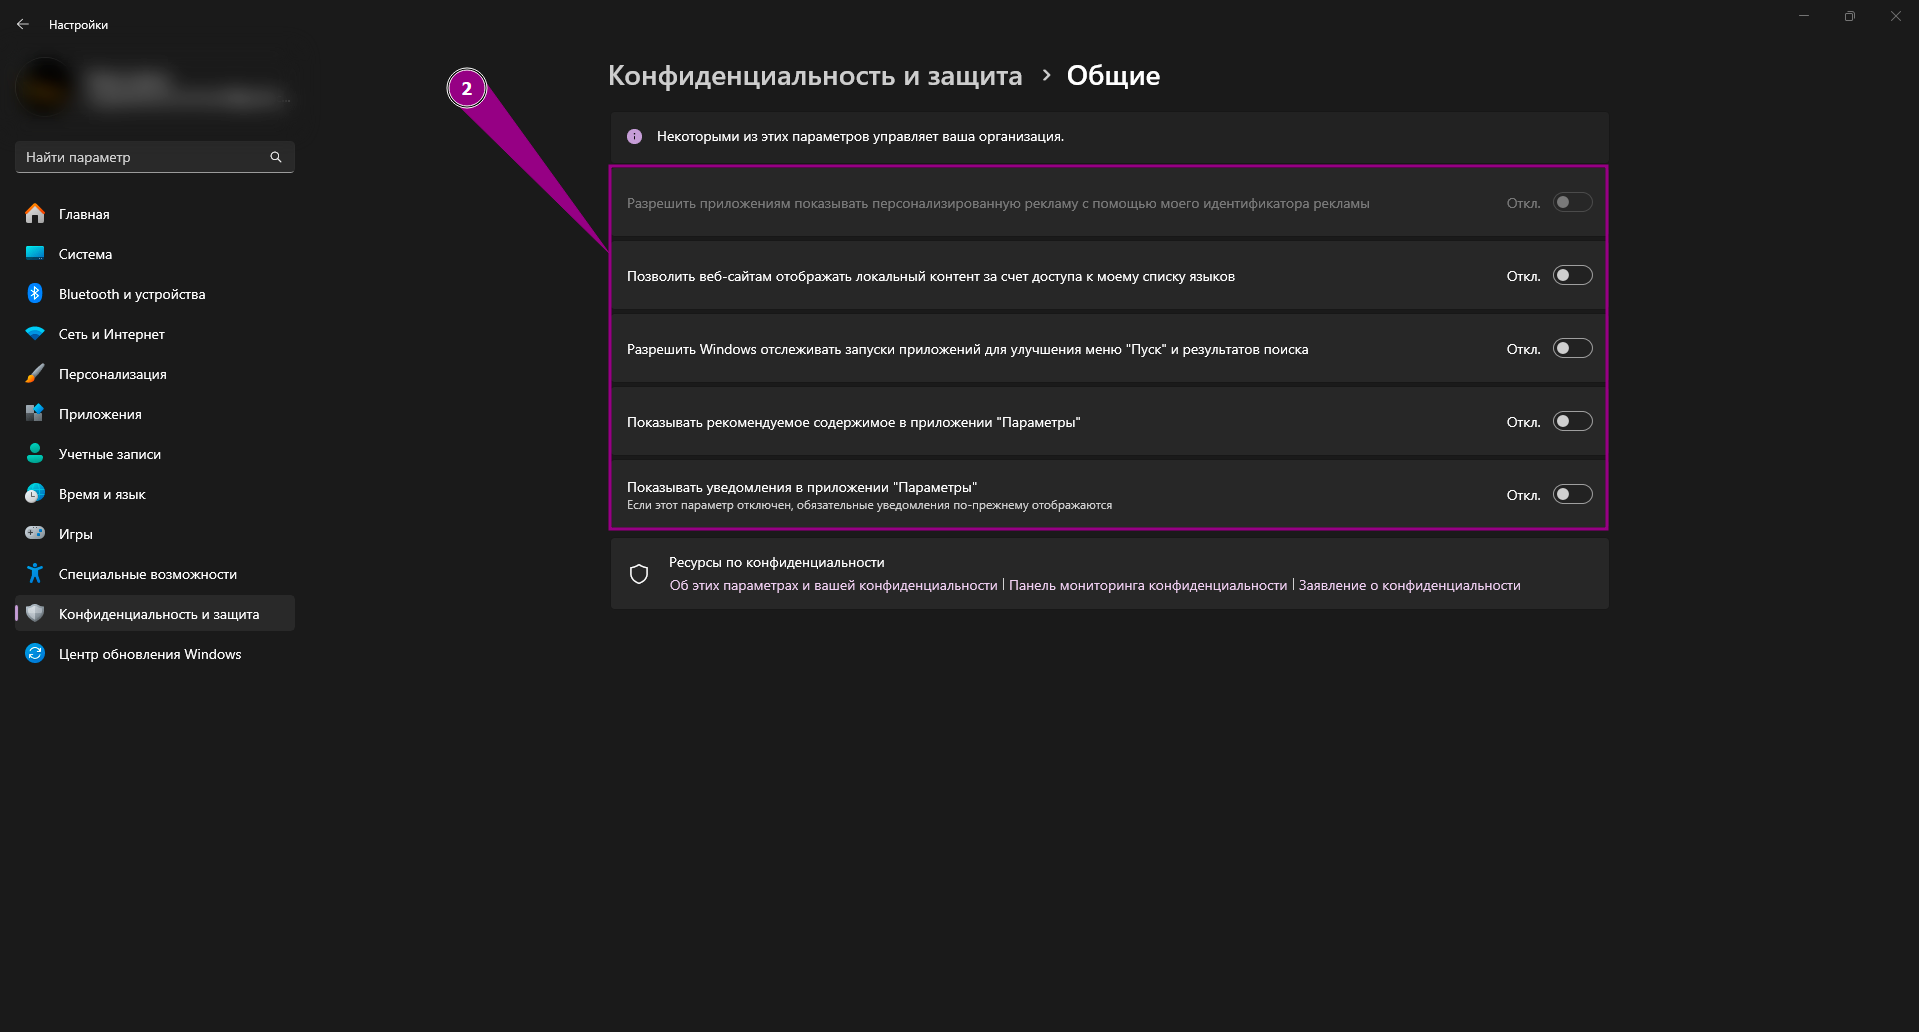 Настройки
Найти параметр
Главная
Система
Bluetooth и устройства
Сеть и Интернет
Персонализация
Приложения
Учетные записи
Время и язык
Игры
Специальные возможности
Конфиденциальность и защита
Центр обновления Windows
2
Конфиденциальность и защита > Общие
Некоторыми из этих параметров управляет ваша организация.
Разрешить приложениям показывать персонализированную рекламу с помощью моего идентификатора рекламы Откл.
Позволить веб-сайтам отображать локальный контент за счет доступа к моему списку языков Откл.
Разрешить Windows отслеживать запуски приложений для улучшения меню "Пуск" и результатов поиска Откл.
Показывать рекомендуемое содержимое в приложении "Параметры" Откл.
Показывать уведомления в приложении "Параметры" Откл.
Если этот параметр отключен, обязательные уведомления по-прежнему отображаются
Ресурсы по конфиденциальности
Об этих параметрах и вашей конфиденциальности | Панель мониторинга конфиденциальности | Заявление о конфиденциальности